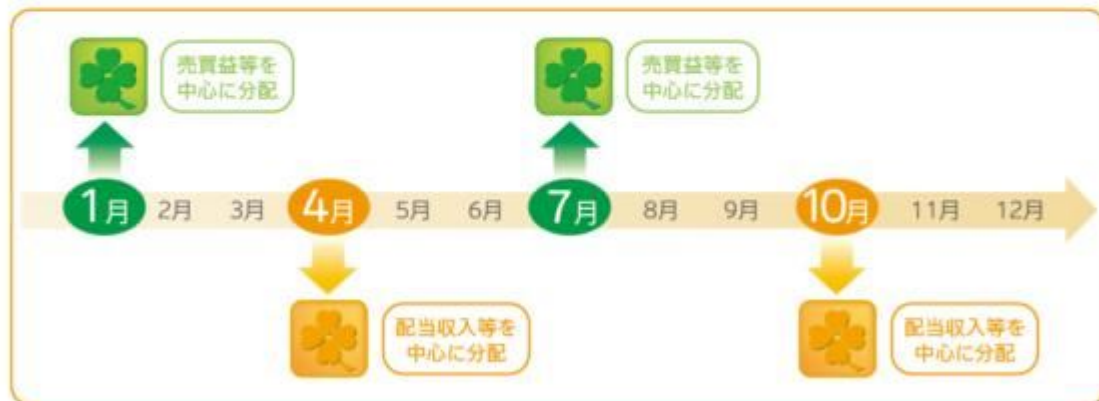 売買益等を
中心に分配
売買益等を
中心に分配
1月 2月 3月 4月 5月 6月 7月 8月 9月 10月 11月 12月
配当収入等を
中心に分配
配当収入等を
中心に分配